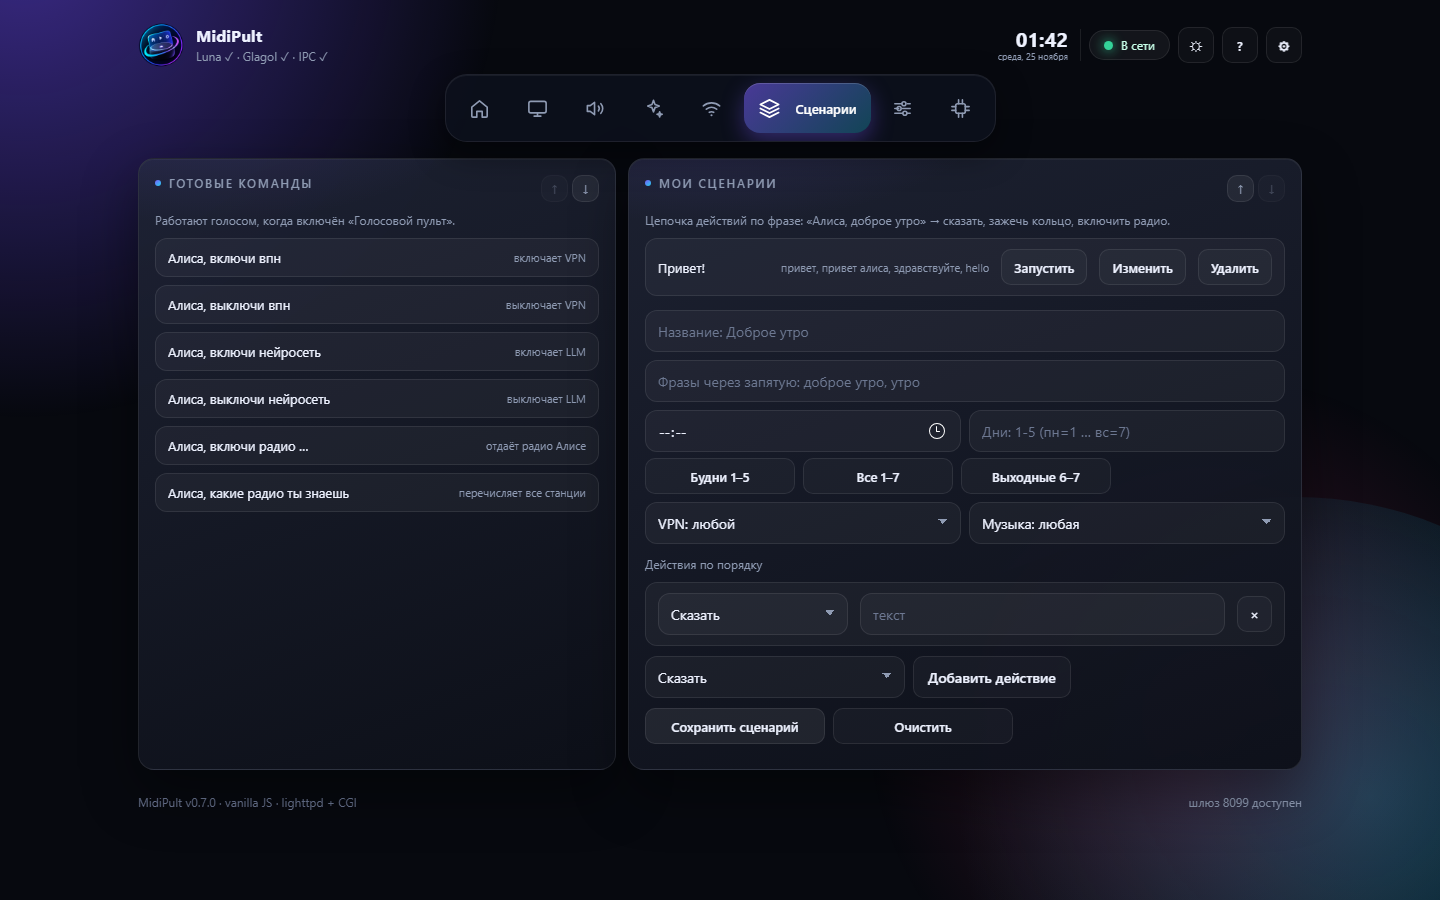 MidiPult
Luna ✓ · Glagol ✓ · IPC ✓
01:42
среда, 25 ноября
В сети
?
Сценарии
ГОТОВЫЕ КОМАНДЫ
↑ ↓
Работают голосом, когда включён «Голосовой пульт».
Алиса, включи впн включает VPN
Алиса, выключи впн выключает VPN
Алиса, включи нейросеть включает LLM
Алиса, выключи нейросеть выключает LLM
Алиса, включи радио ... отдаёт радио Алисе
Алиса, какие радио ты знаешь перечисляет все станции
МОИ СЦЕНАРИИ
↑ ↓
Цепочка действий по фразе: «Алиса, доброе утро» → сказать, зажечь кольцо, включить радио.
Привет! привет, привет алиса, здравствуйте, hello Запустить Изменить Удалить
Название: Доброе утро
Фразы через запятую: доброе утро, утро
--:-- Дни: 1-5 (пн=1 ... вс=7)
Будни 1–5 Все 1–7 Выходные 6–7
VPN: любой Музыка: любая
Действия по порядку
Сказать текст ×
Сказать Добавить действие
Сохранить сценарий Очистить
MidiPult v0.7.0 · vanilla JS · lighttpd + CGI
шлюз 8099 доступен